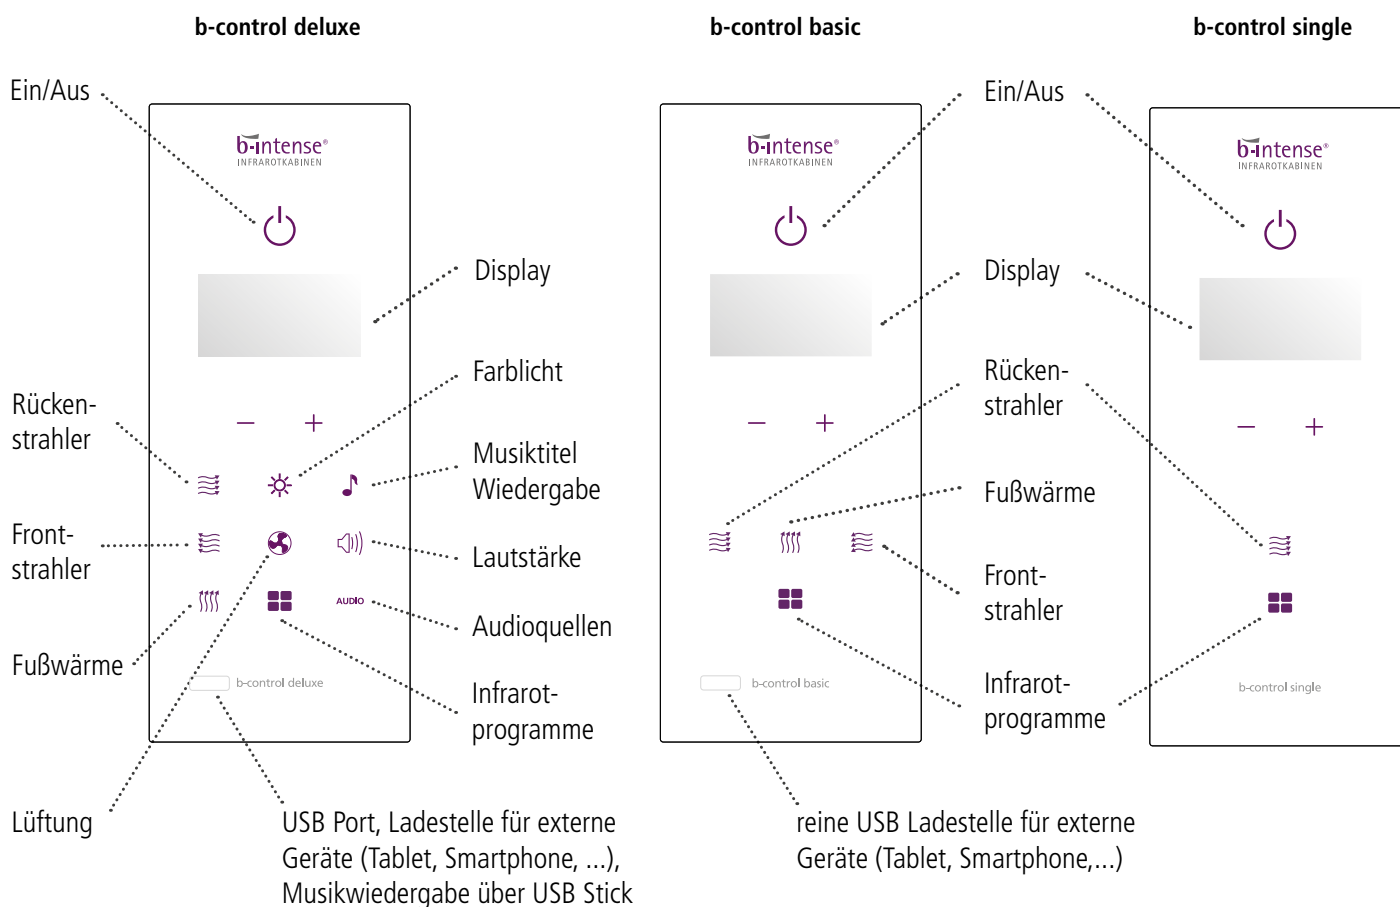 b-control deluxe
Ein/Aus
b-intense®
INFRAROTKABINEN
Display
Farblicht
Rücken-
strahler
− +
Musiktitel
Wiedergabe
Front-
strahler
Lautstärke
AUDIO
Audioquellen
Fußwärme
b-control deluxe
Infrarot-
programme
Lüftung
USB Port, Ladestelle für externe
Geräte (Tablet, Smartphone, ...),
Musikwiedergabe über USB Stick
b-control basic
b-intense®
INFRAROTKABINEN
Ein/Aus
Display
− +
Rücken-
strahler
Fußwärme
Front-
strahler
Infrarot-
programme
b-control basic
reine USB Ladestelle für externe
Geräte (Tablet, Smartphone,...)
b-control single
b-intense®
INFRAROTKABINEN
− +
b-control single